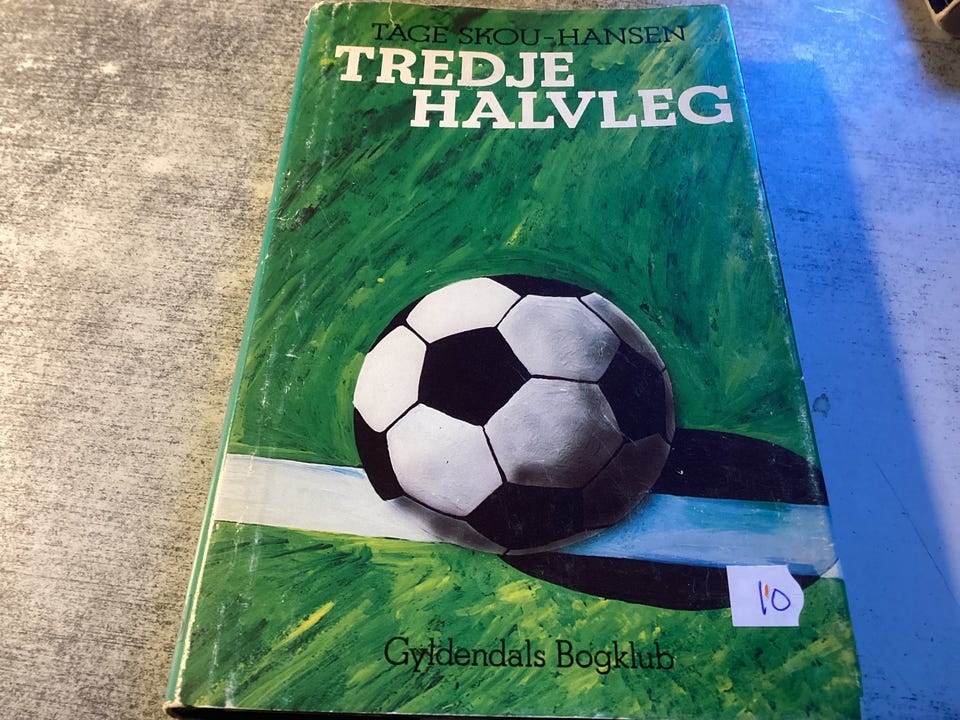 TAGE SKOU-HANSEN
TREDJE
HALVLEG
10
Gyldendals Bogklub